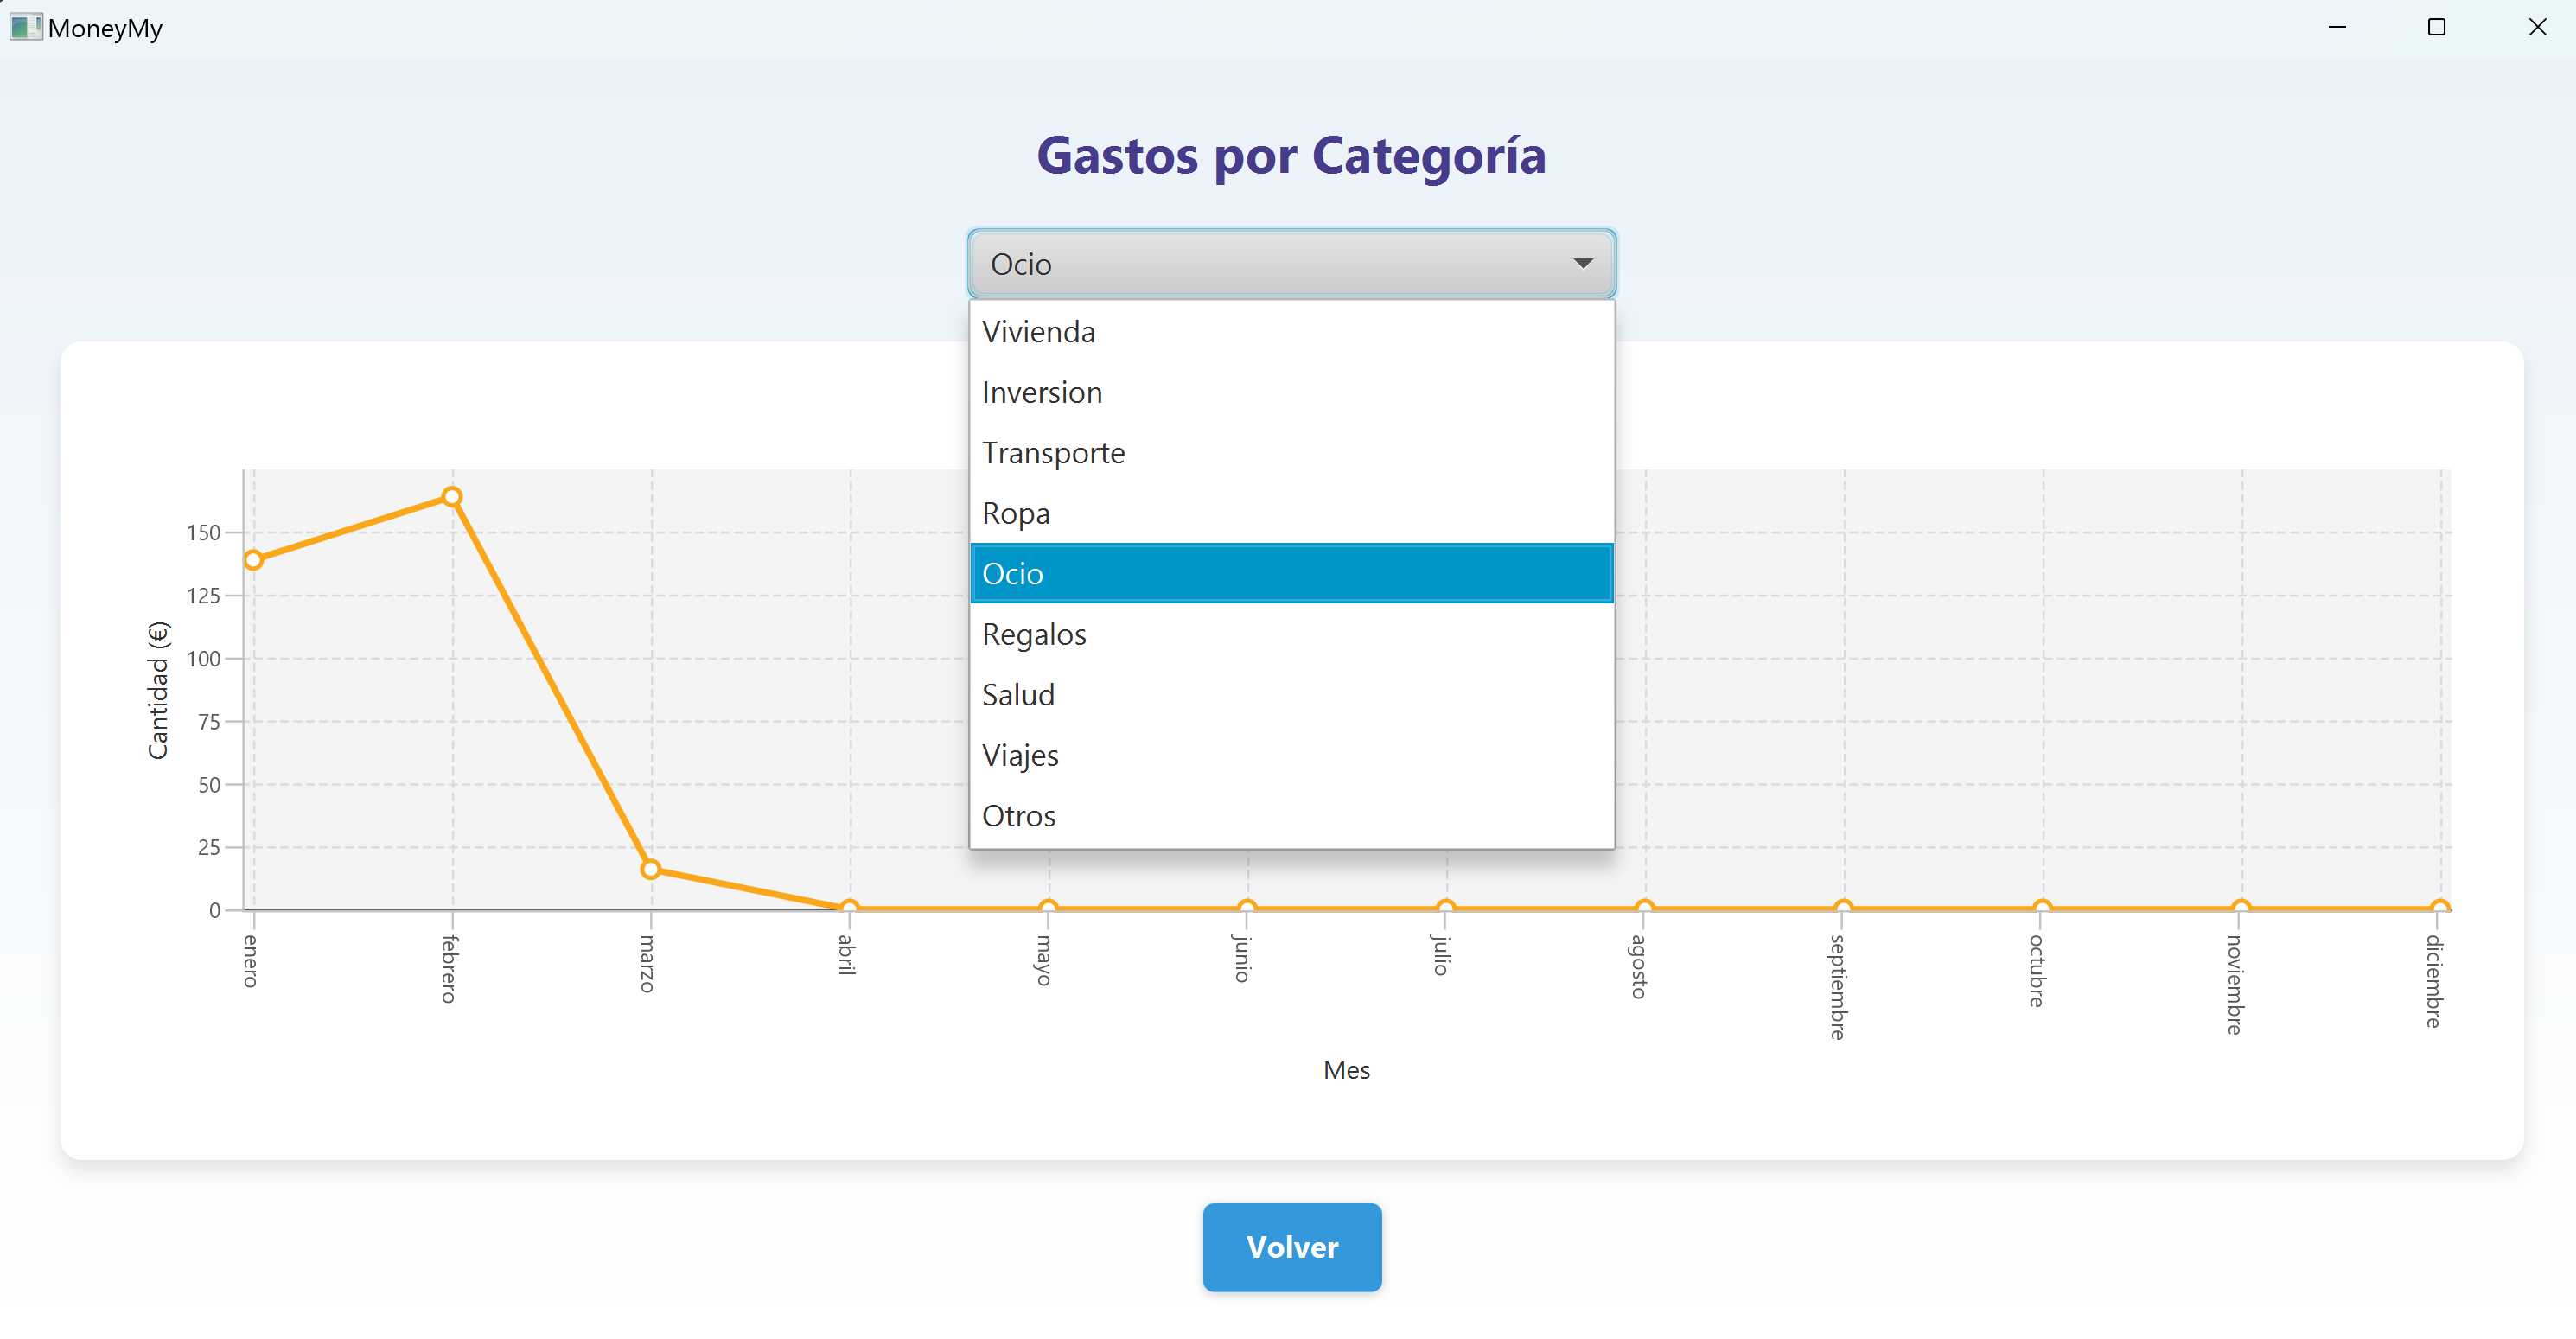 MoneyMy
Gastos por Categoría
Ocio
Vivienda
Inversion
Transporte
Ropa
Ocio
Regalos
Salud
Viajes
Otros
Cantidad (€)
150
125
100
75
50
25
0
enero
febrero
marzo
abril
mayo
junio
julio
agosto
septiembre
octubre
noviembre
diciembre
Mes
Volver